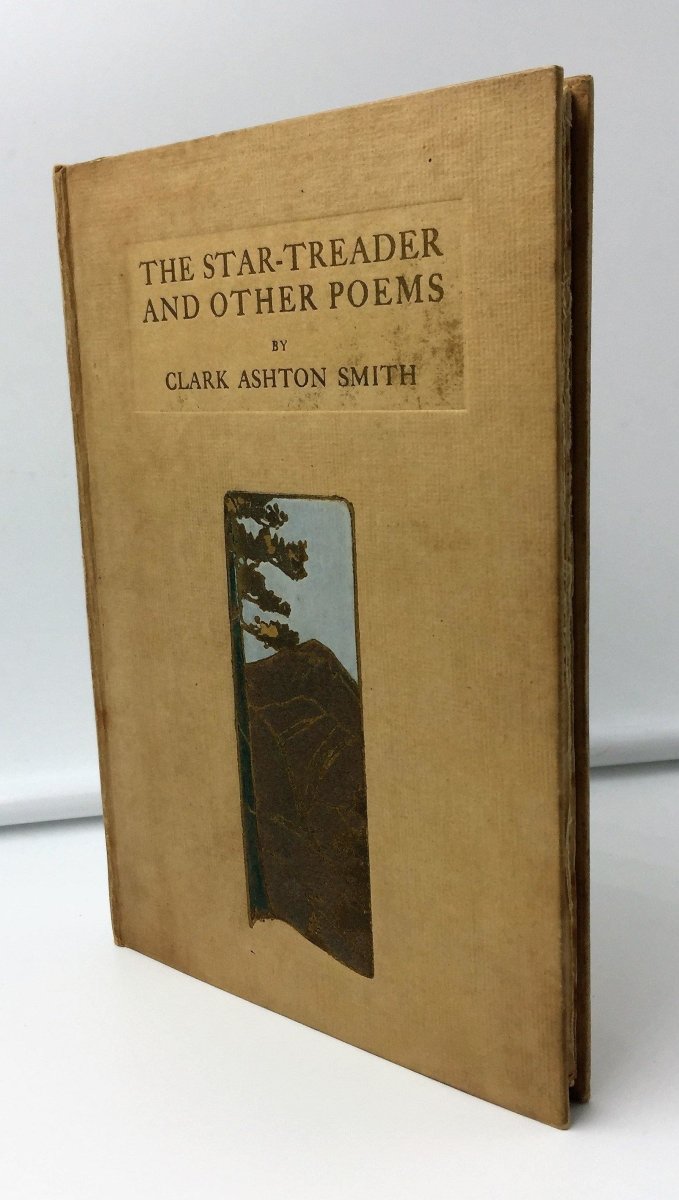 THE STAR-TREADER
AND OTHER POEMS
BY
CLARK ASHTON SMITH